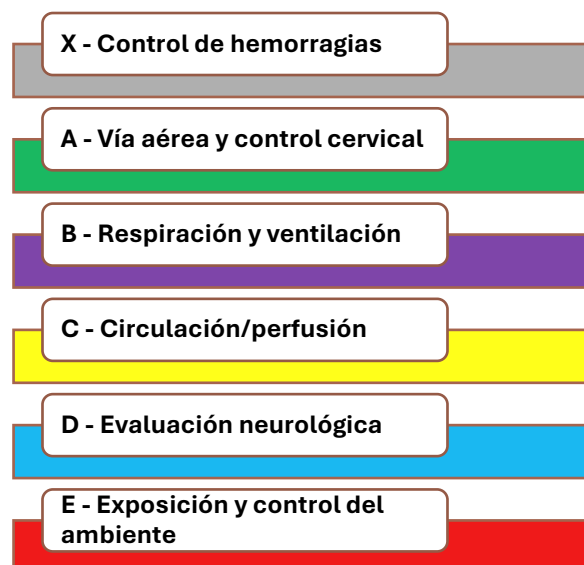 X - Control de hemorragias
A - Vía aérea y control cervical
B - Respiración y ventilación
C - Circulación/perfusión
D - Evaluación neurológica
E - Exposición y control del
ambiente